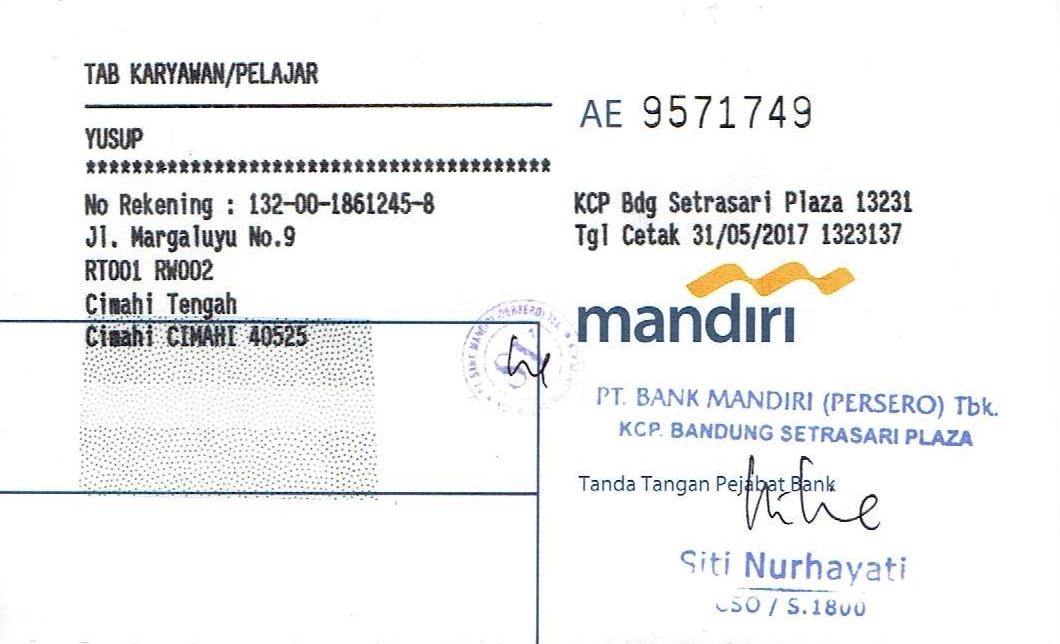 TAB KARYAWAN/PELAJAR
YUSUP
****************************************
No Rekening : 132-00-1861245-8
Jl. Margaluyu No.9
RT001 RW002
Cimahi Tengah
Cimahi CIMAHI 40525
AE 9571749
KCP Bdg Setrasari Plaza 13231
Tgl Cetak 31/05/2017 1323137
mandiri
PT. BANK MANDIRI (PERSERO) Tbk.
KCP. BANDUNG SETRASARI PLAZA
Tanda Tangan Pejabat Bank
Siti Nurhayati
CSO / S.1800